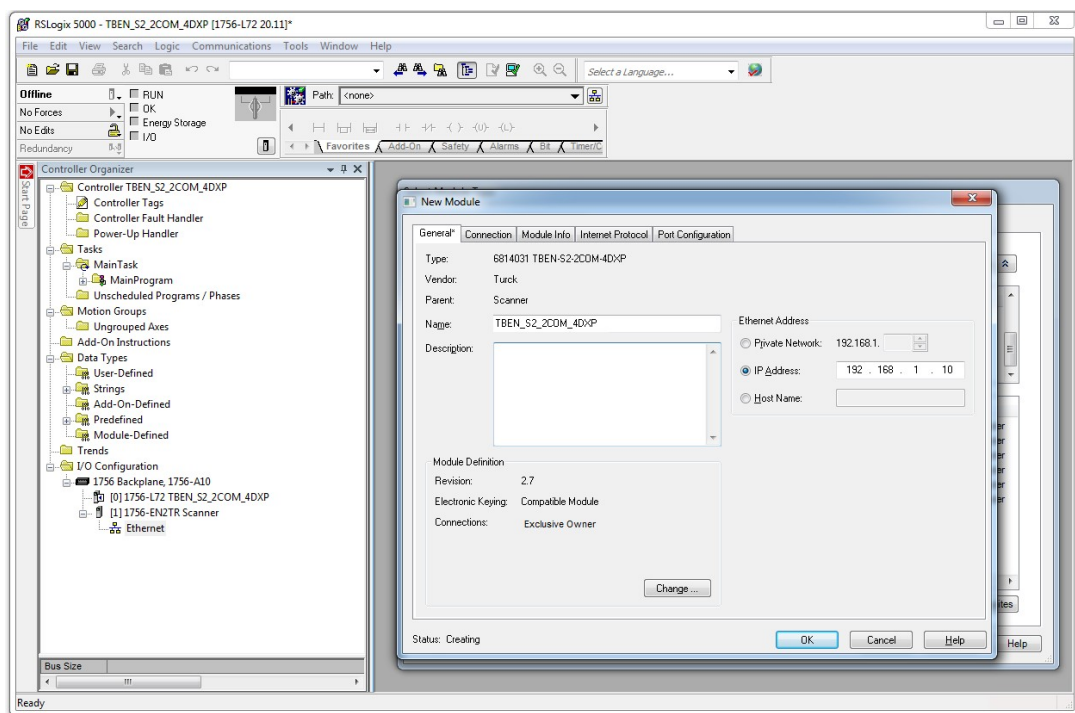 RSLogix 5000 - TBEN_S2_2COM_4DXP [1756-L72 20.11]*
File Edit View Search Logic Communications Tools Window Help
Select a Language...
Offline
RUN
Path: <none>
No Forces
OK
No Edits
Energy Storage
I/O
Redundancy
Favorites Add-On Safety Alarms Bit Timer/C
Start Page
Controller Organizer
Controller TBEN_S2_2COM_4DXP
Controller Tags
Controller Fault Handler
Power-Up Handler
Tasks
MainTask
MainProgram
Unscheduled Programs / Phases
Motion Groups
Ungrouped Axes
Add-On Instructions
Data Types
User-Defined
Strings
Add-On-Defined
Predefined
Module-Defined
Trends
I/O Configuration
1756 Backplane, 1756-A10
[0] 1756-L72 TBEN_S2_2COM_4DXP
[1] 1756-EN2TR Scanner
Ethernet
Bus Size
Ready
New Module
General* Connection Module Info Internet Protocol Port Configuration
Type: 6814031 TBEN-S2-2COM-4DXP
Vendor: Turck
Parent: Scanner
Name: TBEN_S2_2COM_4DXP
Description:
Ethernet Address
Private Network: 192.168.1.
IP Address: 192 . 168 . 1 . 10
Host Name:
Module Definition
Revision: 2.7
Electronic Keying: Compatible Module
Connections: Exclusive Owner
Change ...
Status: Creating
OK Cancel Help
Help